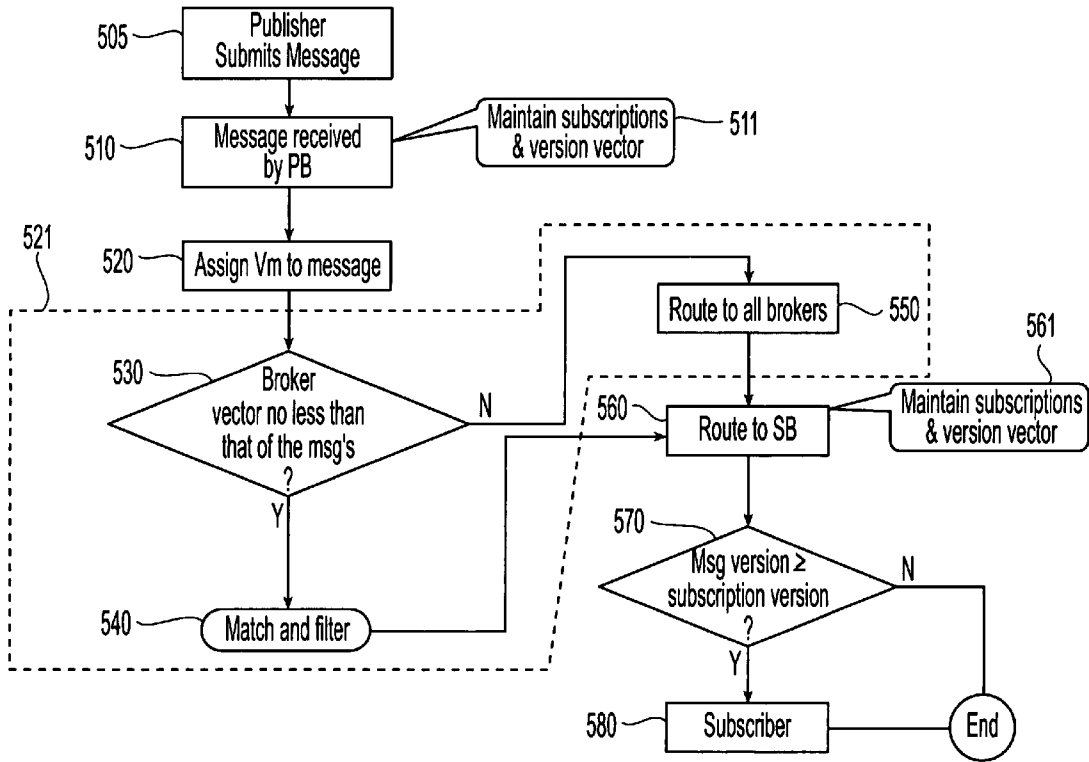 505
Publisher
Submits Message
510
Message received
by PB
Maintain subscriptions
& version vector
511
521
520
Assign Vm to message
Route to all brokers
550
530
Broker
vector no less than
that of the msg's
?
N
Y
560
Route to SB
561
Maintain subscriptions
& version vector
540
Match and filter
570
Msg version ≥
subscription version
?
N
Y
580
Subscriber
End